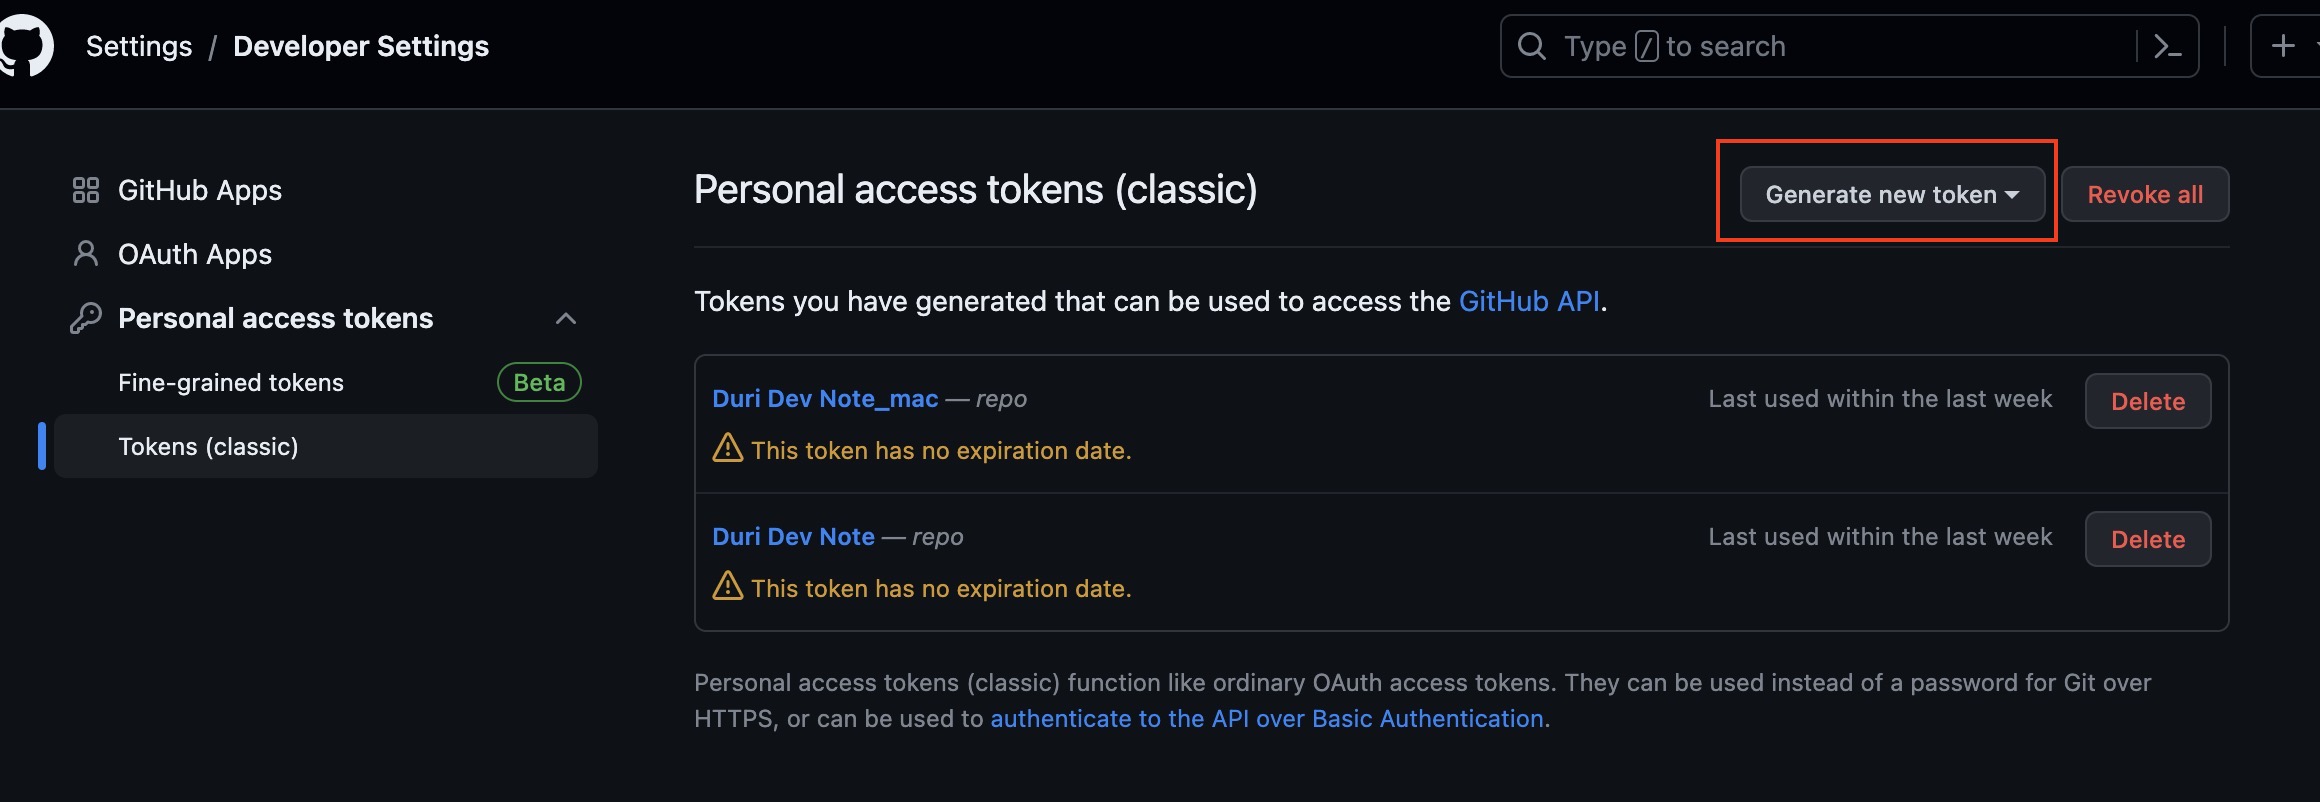 Settings / Developer Settings
Type / to search
GitHub Apps
OAuth Apps
Personal access tokens
Fine-grained tokens Beta
Tokens (classic)
Personal access tokens (classic)
Generate new token
Revoke all
Tokens you have generated that can be used to access the GitHub API.
Duri Dev Note_mac — repo
Last used within the last week
Delete
This token has no expiration date.
Duri Dev Note — repo
Last used within the last week
Delete
This token has no expiration date.
Personal access tokens (classic) function like ordinary OAuth access tokens. They can be used instead of a password for Git over
HTTPS, or can be used to authenticate to the API over Basic Authentication.